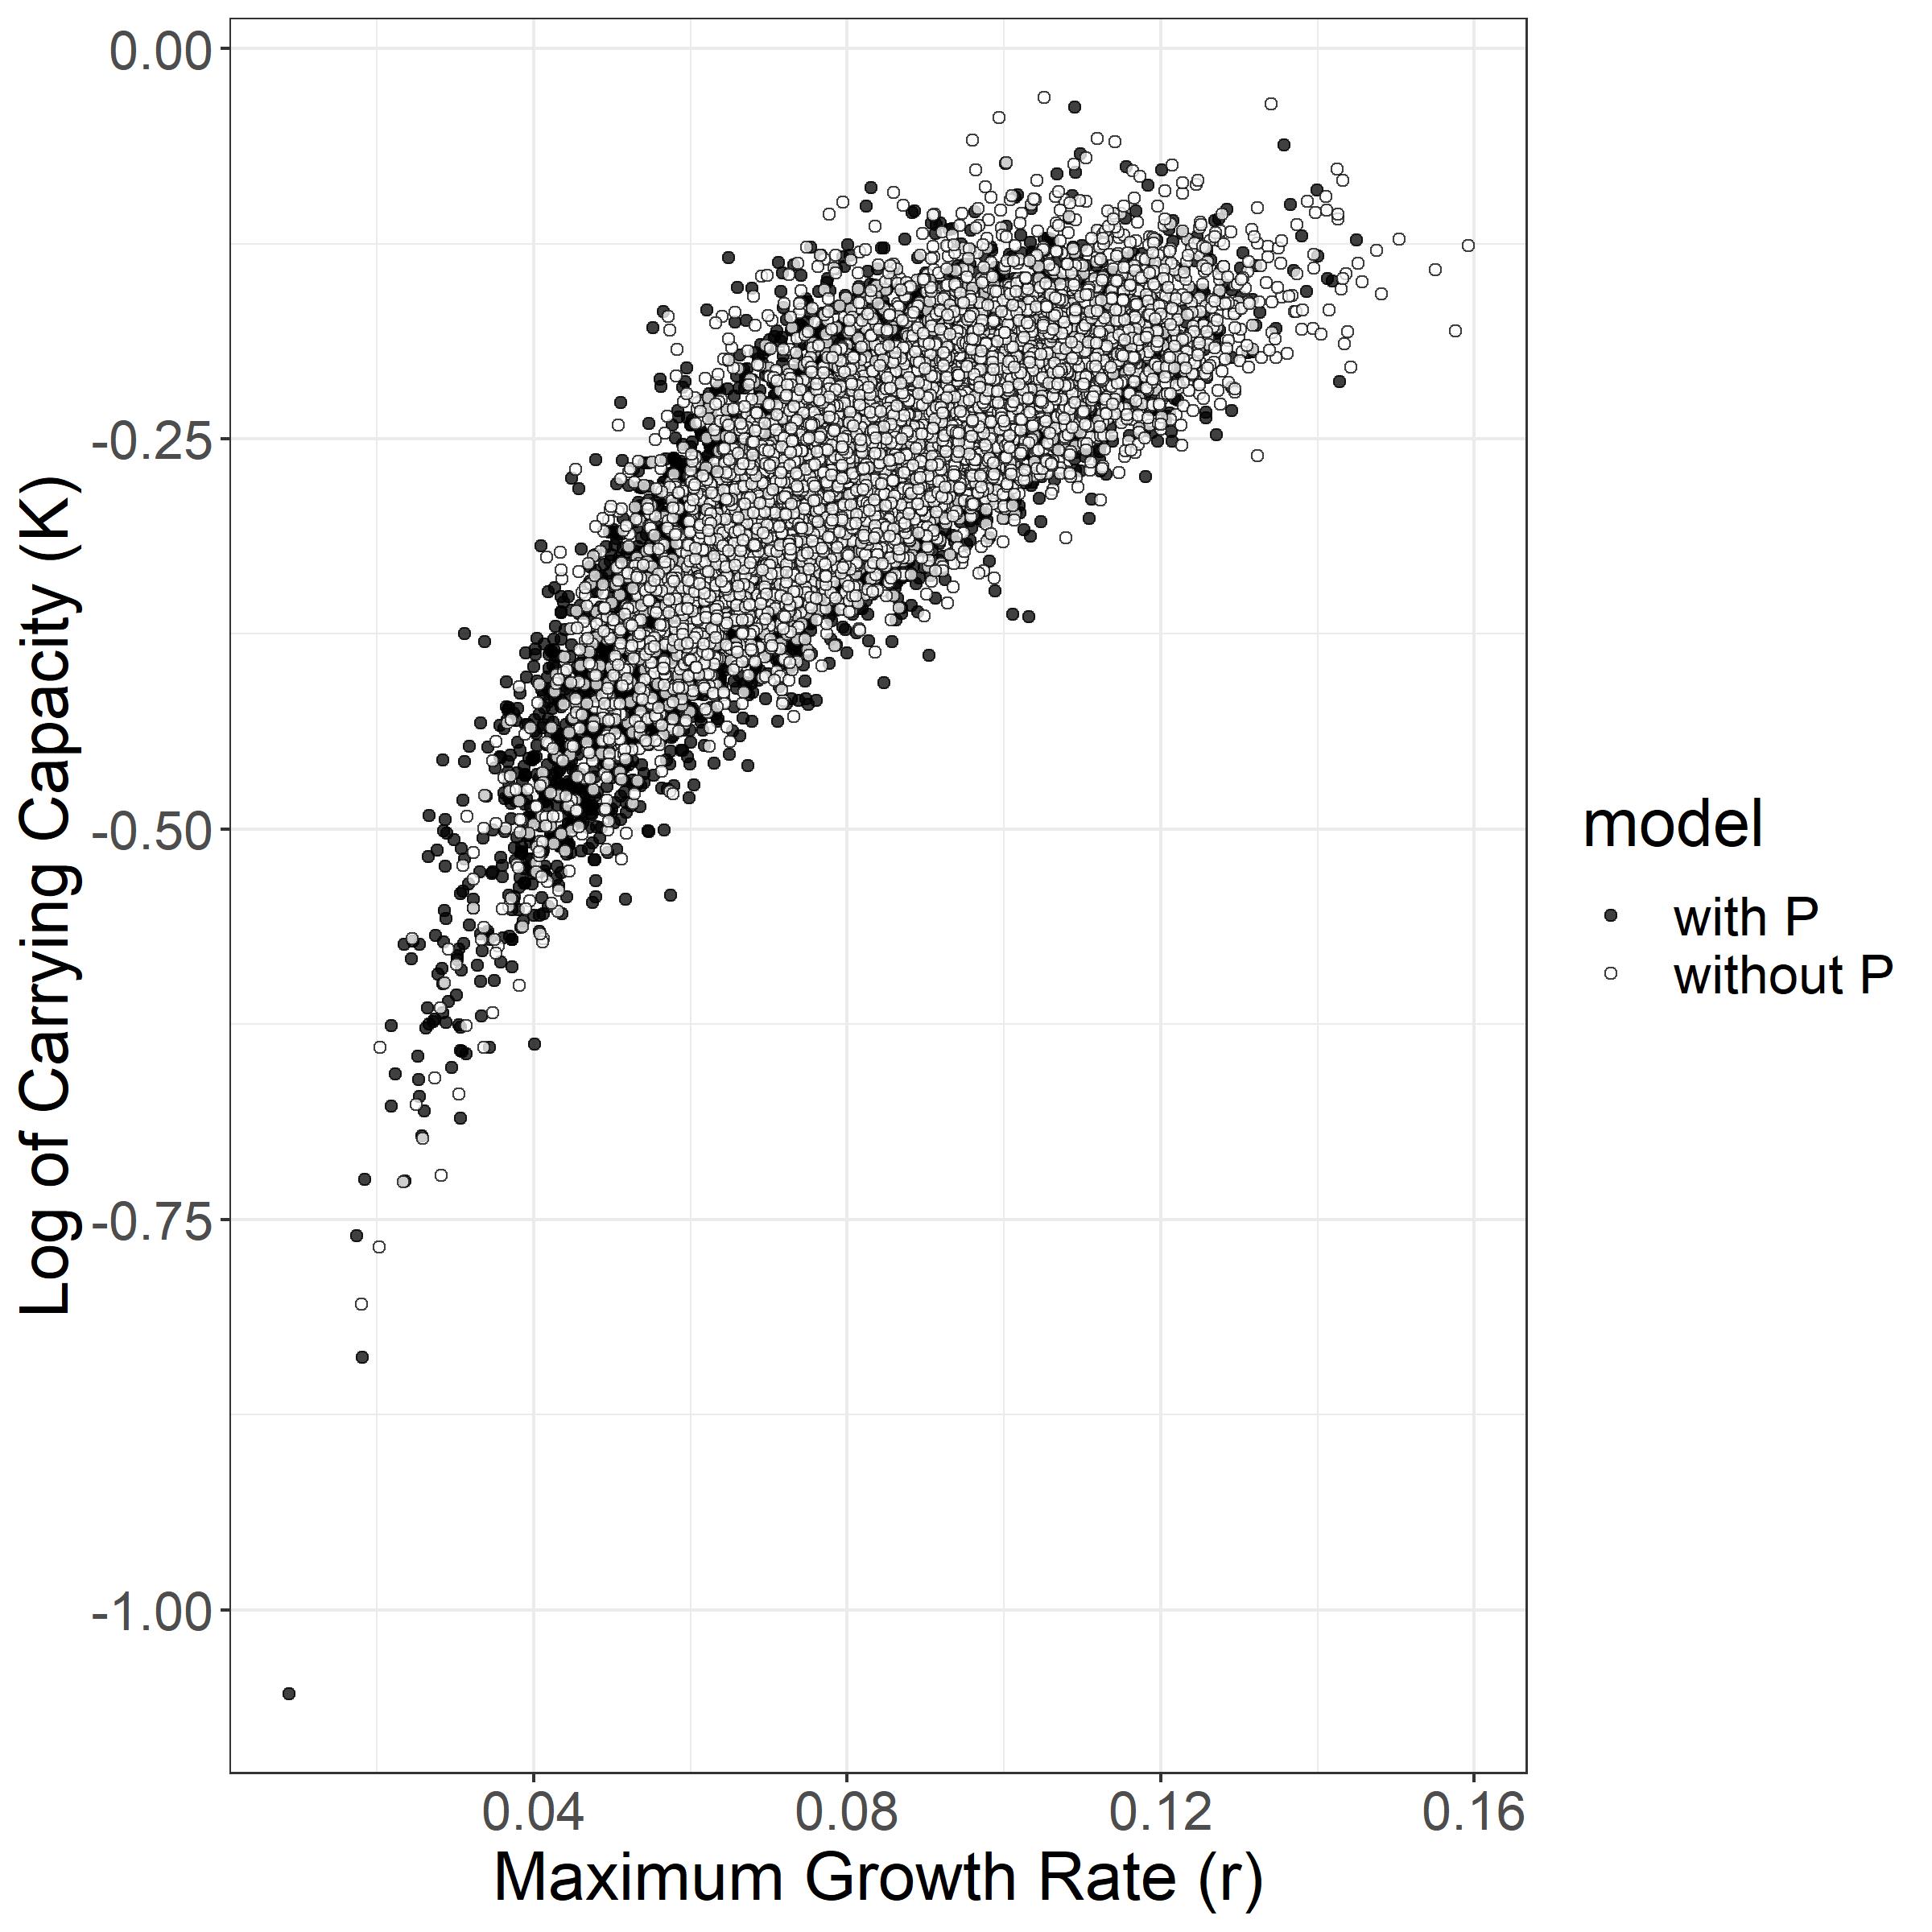 0.00
-0.25
-0.50
-0.75
-1.00
Log of Carrying Capacity (K)
0.04 0.08 0.12 0.16
Maximum Growth Rate (r)
model
with P
without P